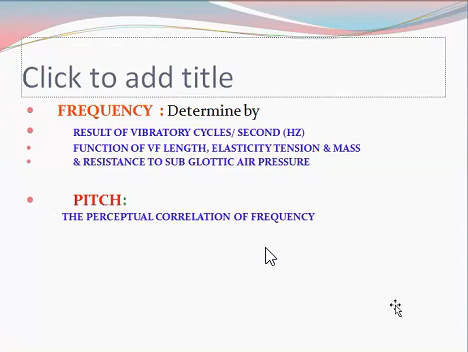 Click to add title
FREQUENCY : Determine by
RESULT OF VIBRATORY CYCLES/ SECOND (HZ)
FUNCTION OF VF LENGTH, ELASTICITY TENSION & MASS
& RESISTANCE TO SUB GLOTTIC AIR PRESSURE
PITCH:
THE PERCEPTUAL CORRELATION OF FREQUENCY